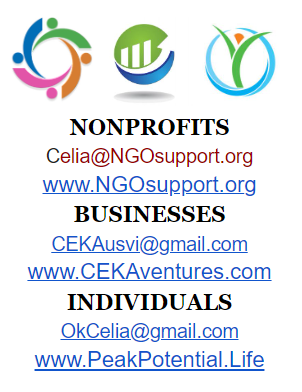 NONPROFITS
Celia@NGOsupport.org
www.NGOsupport.org
BUSINESSES
CEKAusvi@gmail.com
www.CEKAventures.com
INDIVIDUALS
OkCelia@gmail.com
www.PeakPotential.Life